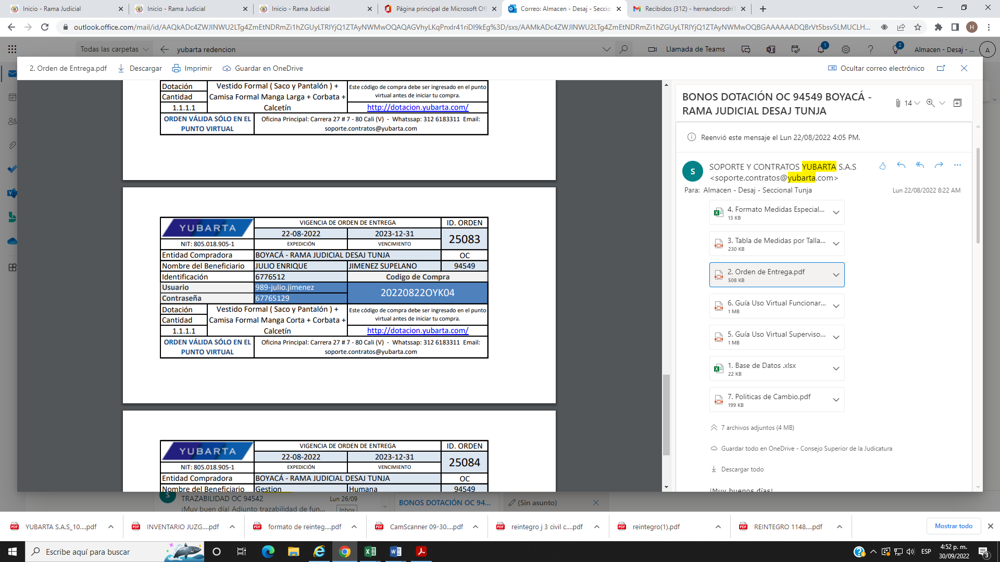 Inicio - Rama Judicial
Inicio - Rama Judicial
Inicio - Rama Judicial
Página principal de Microsoft Off
Correo: Almacen - Desaj - Seccio
Recibidos (312) - hernandorodri
Todas las carpetas
yubarta redencion
Llamada de Teams
1
2
Almacen - Desaj - ...
A
H
2. Orden de Entrega.pdf
Descargar
Imprimir
Guardar en OneDrive
Ocultar correo electrónico
Dotación
Cantidad
1.1.1.1
Vestido Formal ( Saco y Pantalón ) +
Camisa Formal Manga Larga + Corbata +
Calcetín
Este código de compra debe ser ingresado en el punto
virtual antes de iniciar tu compra.
http://dotacion.yubarta.com/
ORDEN VÁLIDA SÓLO EN EL
PUNTO VIRTUAL
Oficina Principal: Carrera 27 # 7 - 80 Cali (V) - Whatssap: 312 6183311 Email:
soporte.contratos@yubarta.com
YUBARTA
NIT: 805.018.905-1
VIGENCIA DE ORDEN DE ENTREGA
22-08-2022
2023-12-31
EXPEDICIÓN
VENCIMIENTO
ID. ORDEN
25083
Entidad Compradora
BOYACÁ - RAMA JUDICIAL DESAJ TUNJA
OC
Nombre del Beneficiario
JULIO ENRIQUE
JIMENEZ SUPELANO
94549
Identificación
6776512
Codigo de Compra
Usuario
989-julio.jimenez
20220822OYK04
Contraseña
67765129
Dotación
Cantidad
1.1.1.1
Vestido Formal ( Saco y Pantalón ) +
Camisa Formal Manga Corta + Corbata +
Calcetín
Este código de compra debe ser ingresado en el punto
virtual antes de iniciar tu compra.
http://dotacion.yubarta.com/
ORDEN VÁLIDA SÓLO EN EL
PUNTO VIRTUAL
Oficina Principal: Carrera 27 # 7 - 80 Cali (V) - Whatssap: 312 6183311 Email:
soporte.contratos@yubarta.com
YUBARTA
NIT: 805.018.905-1
VIGENCIA DE ORDEN DE ENTREGA
22-08-2022
2023-12-31
EXPEDICIÓN
VENCIMIENTO
ID. ORDEN
25084
Entidad Compradora
BOYACÁ - RAMA JUDICIAL DESAJ TUNJA
OC
Nombre del Beneficiario
Gestion
Humana
94549
BONOS DOTACIÓN OC 94549 BOYACÁ -
RAMA JUDICIAL DESAJ TUNJA
14
Reenvió este mensaje el Lun 22/08/2022 4:05 PM.
S
SOPORTE Y CONTRATOS YUBARTA S.A.S
<soporte.contratos@yubarta.com>
Para: Almacen - Desaj - Seccional Tunja
Lun 22/08/2022 8:22 AM
4. Formato Medidas Especial...
13 KB
3. Tabla de Medidas por Talla...
230 KB
2. Orden de Entrega.pdf
508 KB
6. Guía Uso Virtual Funcionar...
1 MB
5. Guía Uso Virtual Superviso...
1 MB
1. Base de Datos .xlsx
22 KB
7. Politicas de Cambio.pdf
199 KB
7 archivos adjuntos (4 MB)
Guardar todo en OneDrive - Consejo Superior de la Judicatura
Descargar todo
¡Muy buenos días!
S
TRAZABILIDAD OC 94542
Lun 26/09
¡Muy buen día! Adjunto trazabilidad de fun...
Inbox
BONOS DOTACIÓN OC 94...
(Sin asunto)
YUBARTA S.A.S_10....pdf
INVENTARIO JUZG....pdf
formato de reinteg....pdf
CamScanner 09-30....pdf
reintegro j 3 civil c....pdf
reintegro(1).pdf
REINTEGRO 1148....pdf
Mostrar todo
Escribe aquí para buscar
ESP
4:52 p. m.
30/09/2022
3